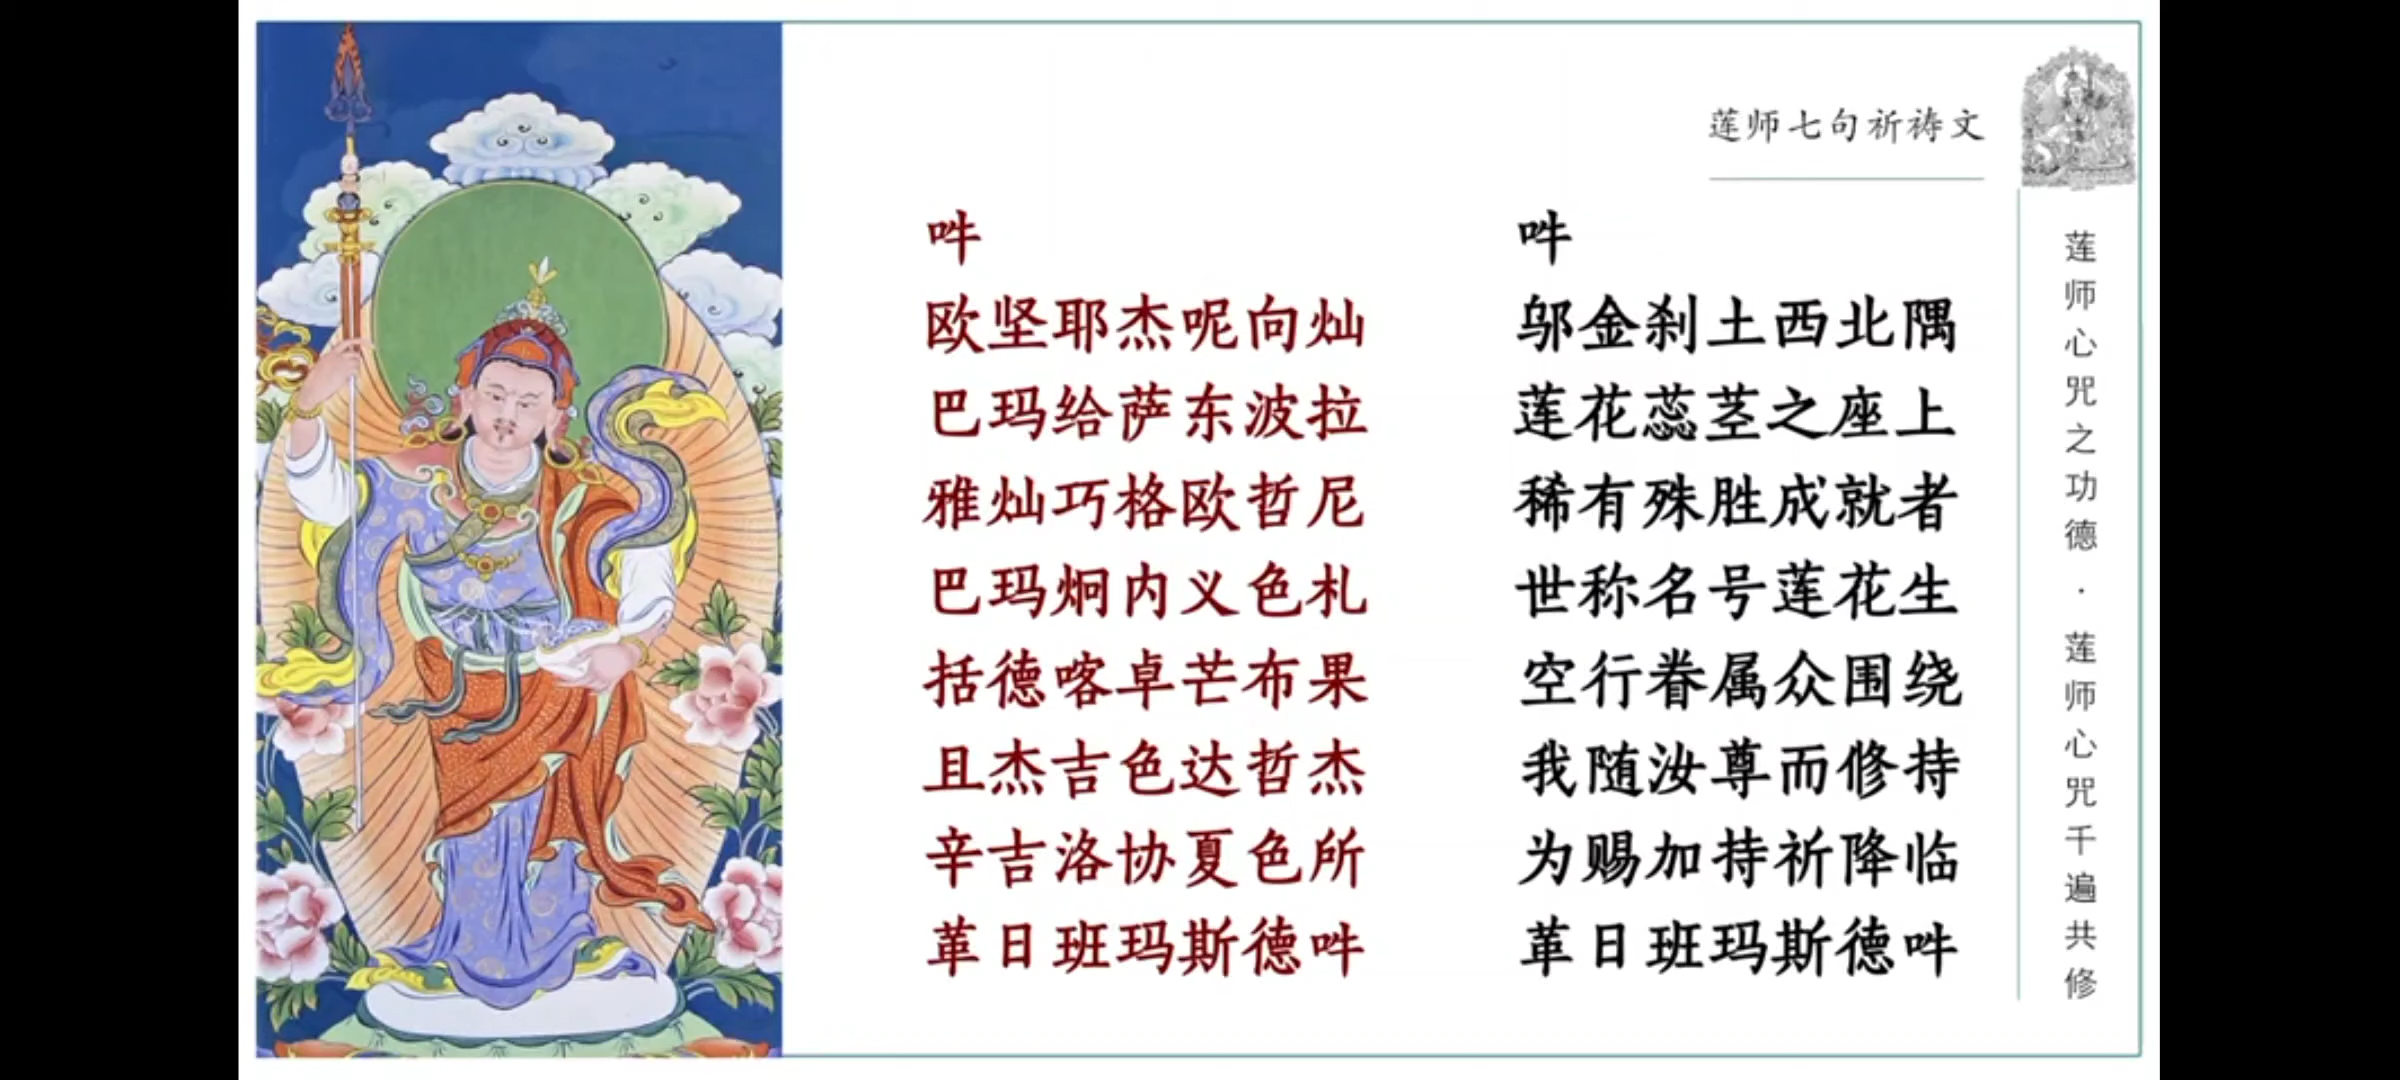 莲师七句祈祷文
吽
欧坚耶杰呢向灿
巴玛给萨东波拉
雅灿巧格欧哲尼
巴玛炯内义色札
括德喀卓芒布果
且杰吉色达哲杰
辛吉洛协夏色所
革日班玛斯德吽
吽
邬金刹土西北隅
莲花蕊茎之座上
稀有殊胜成就者
世称名号莲花生
空行眷属众围绕
我随汝尊而修持
为赐加持祈降临
革日班玛斯德吽
莲师心咒之功德 · 莲师心咒千遍共修